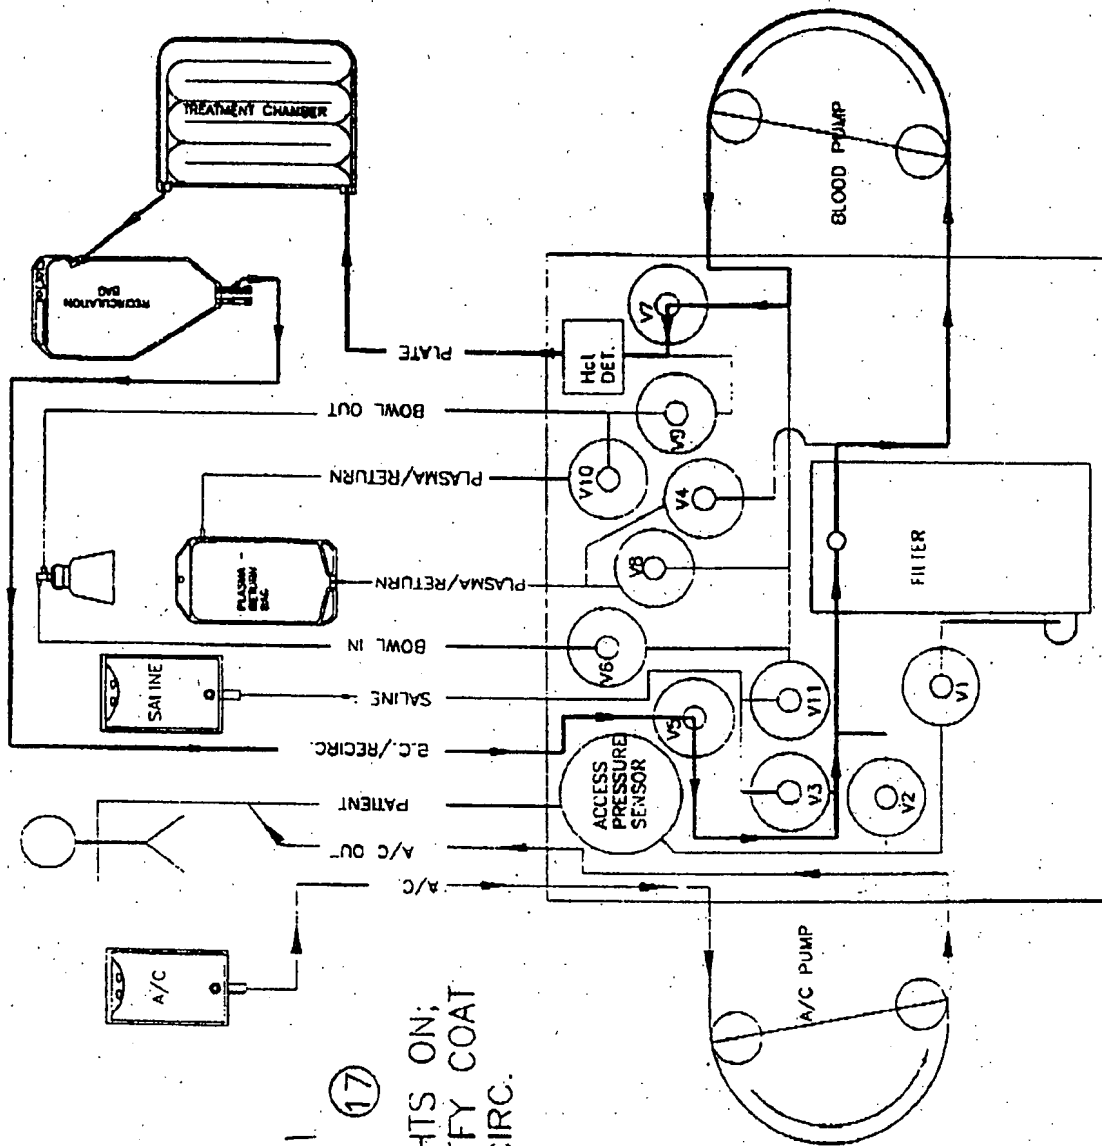 TREATMENT CHAMBER
RECIRCULATION
BAG
BLOOD PUMP
PLATE
BOWL OUT
PLASMA/RETURN
PLASMA/RETURN
BOWL IN
SALINE
B.C./RECIRC.
PATIENT
A/C OUT
A/C
PLASMA
RETURN
BAG
SALINE
A/C
Hct
DET.
V7
V9
V10
V4
V8
V6
V5
V11
V3
V2
V1
ACCESS
PRESSURE
SENSOR
FILTER
A/C PUMP
17
HTS ON;
FFY COAT
CIRC.